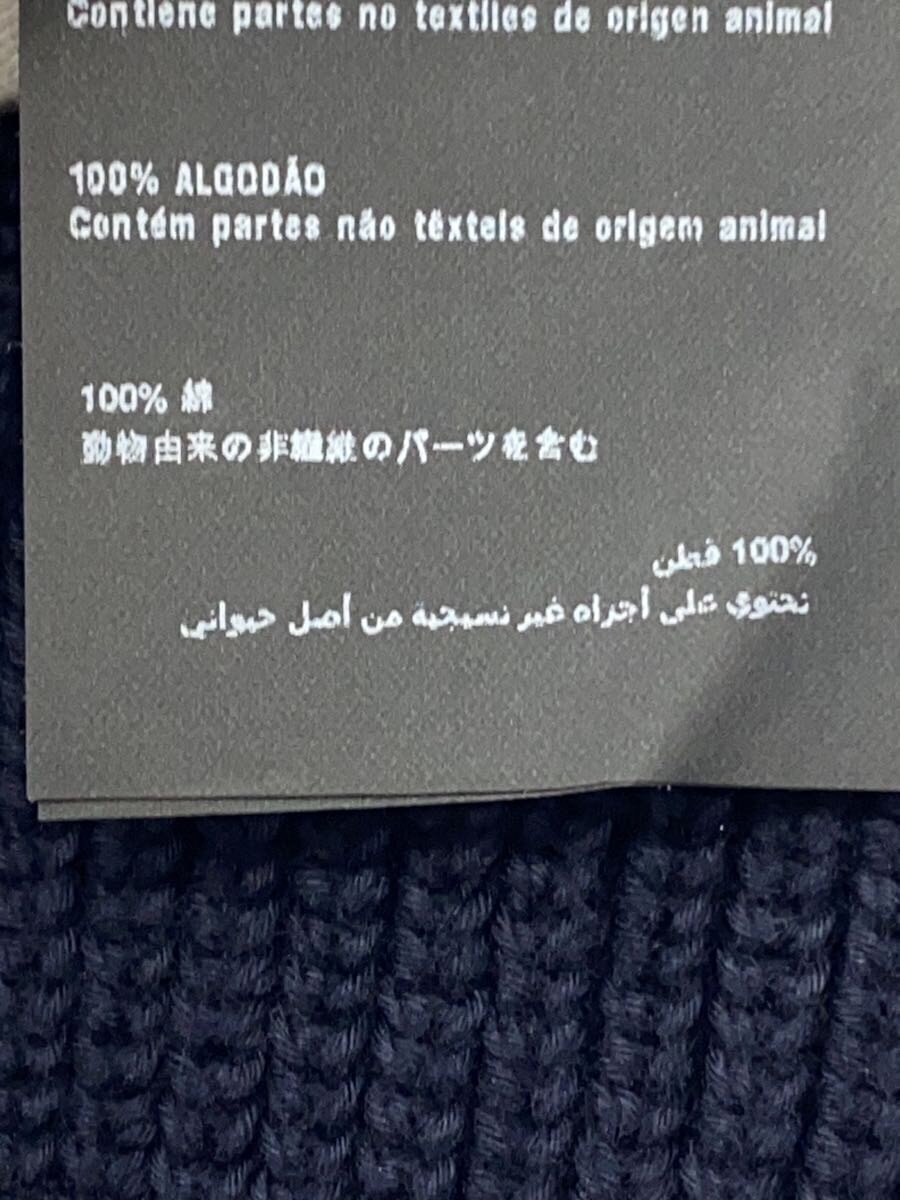 Contiene partes no textiles de origen animal
100% ALGODÃO
Contém partes não têxteis de origem animal
100% 綿
動物由来の非繊維のパーツを含む
100% قطن
تحتوي على أجزاء غير نسيجية من أصل حيواني